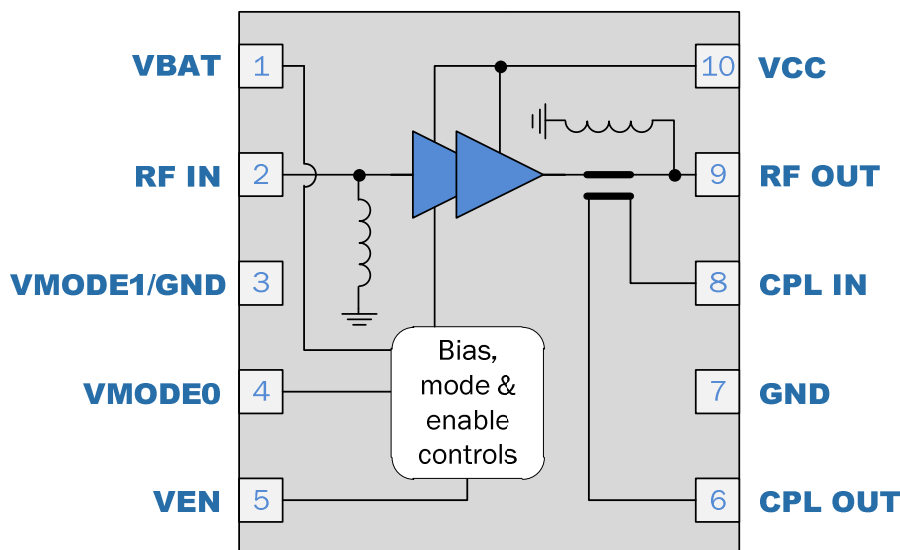 VBAT 1
10 VCC
RF IN 2
9 RF OUT
VMODE1/GND 3
8 CPL IN
Bias,
mode &
enable
controls
VMODE0 4
7 GND
VEN 5
6 CPL OUT